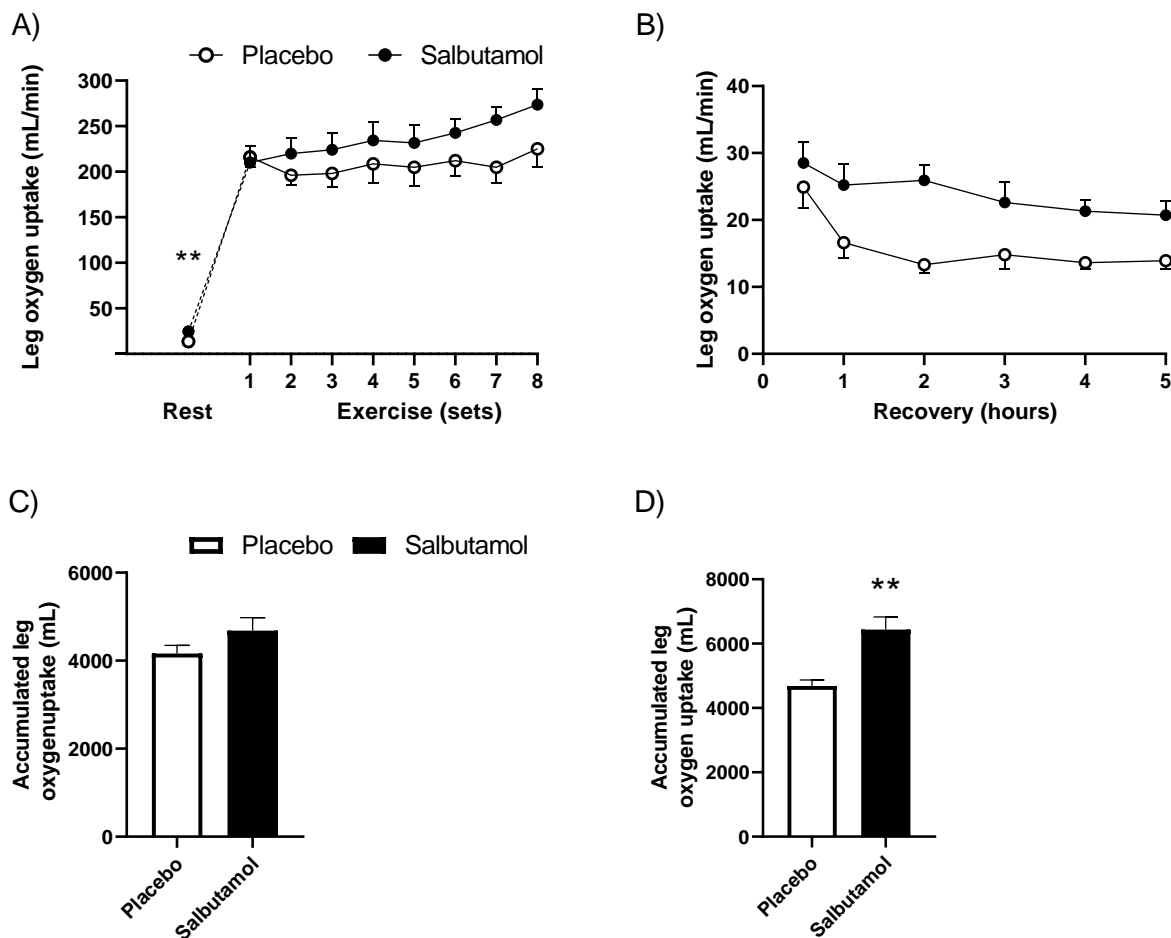 A)
Placebo
Salbutamol
Leg oxygen uptake (mL/min)
300
250
200
150
100
50
**
1
2
3
4
5
6
7
8
Rest
Exercise (sets)
B)
Leg oxygen uptake (mL/min)
40
30
20
10
0
0
1
2
3
4
5
Recovery (hours)
C)
Placebo
Salbutamol
Accumulated leg
oxygenuptake (mL)
6000
4000
2000
0
Placebo
Salbutamol
D)
Accumulated leg
oxygen uptake (mL)
8000
6000
4000
2000
0
**
Placebo
Salbutamol